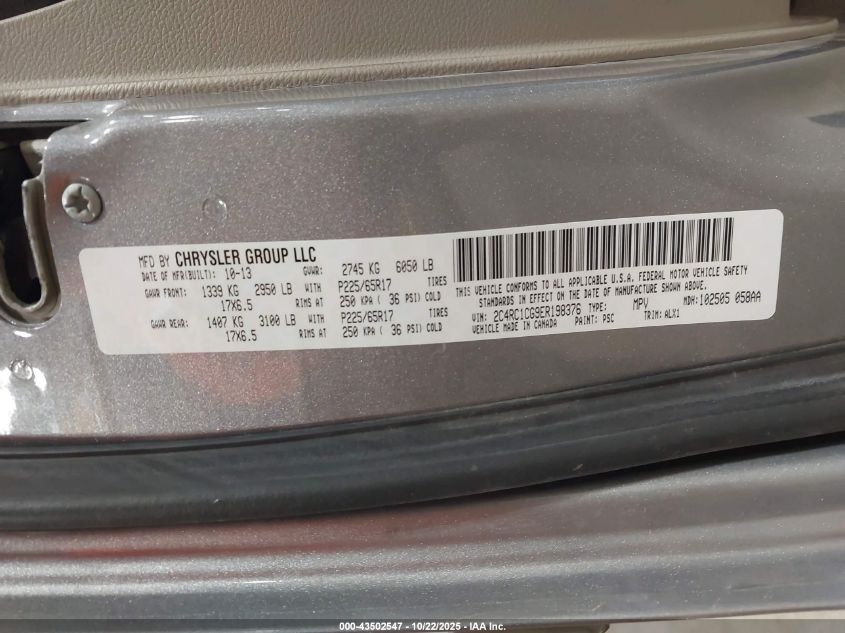 MFD BY CHRYSLER GROUP LLC
DATE OF MFR(BUILT): 10-13 GVWR: 2745 KG 6050 LB
GAWR FRONT: 1339 KG 2950 LB WITH P225/65R17 TIRES
17X6.5 RIMS AT 250 KPA ( 36 PSI) COLD
GAWR REAR: 1407 KG 3100 LB WITH P225/65R17 TIRES
17X6.5 RIMS AT 250 KPA ( 36 PSI) COLD
THIS VEHICLE CONFORMS TO ALL APPLICABLE U.S.A. FEDERAL MOTOR VEHICLE SAFETY
STANDARDS IN EFFECT ON THE DATE OF MANUFACTURE SHOWN ABOVE.
VIN: 2C4RC1CG9ER198376 TYPE: MPV MDH: 102505 058AA
VEHICLE MADE IN CANADA PAINT: PSC TRIM: ALX1
000-43502547 - 10/22/2025 - IAA Inc.